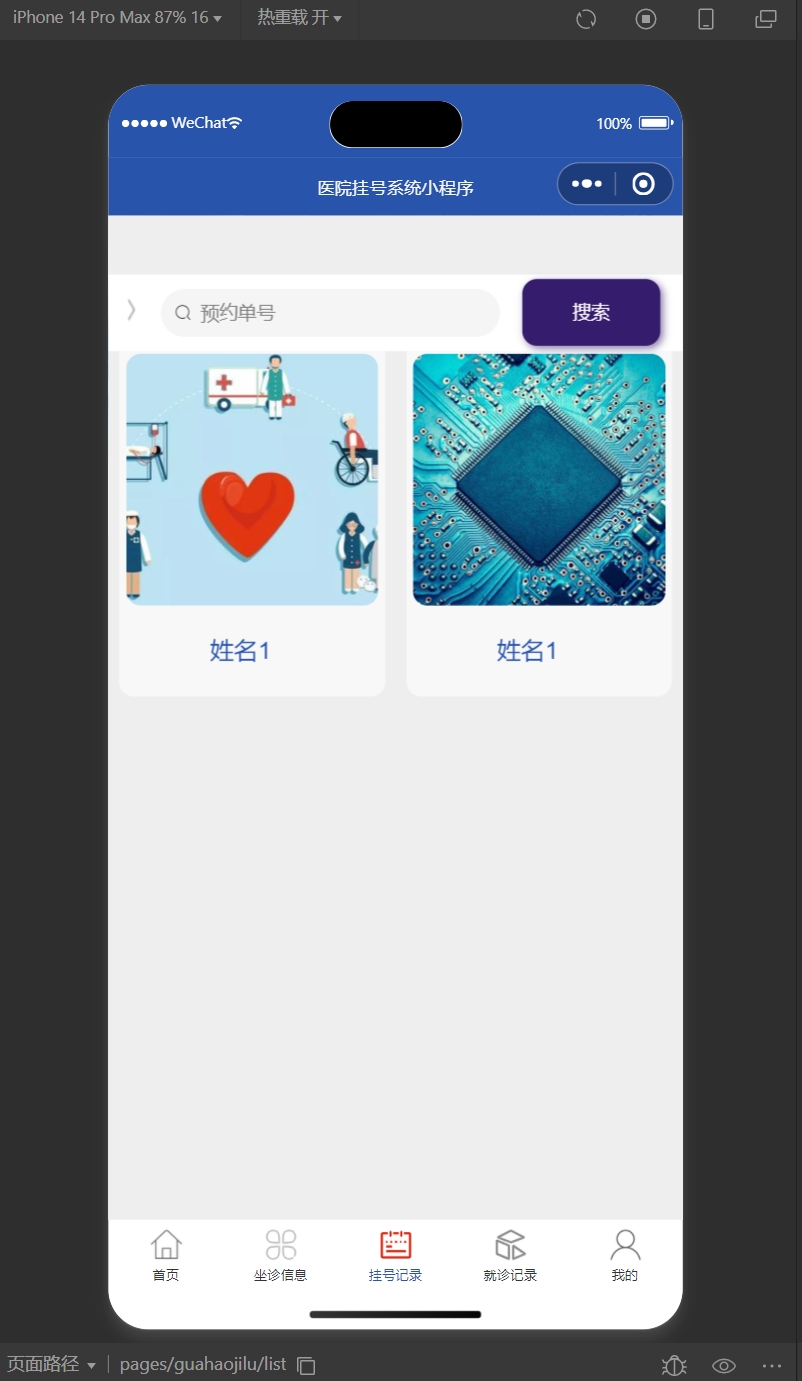 iPhone 14 Pro Max 87% 16
热重载 开
WeChat
100%
医院挂号系统小程序
预约单号
搜索
姓名1
姓名1
首页
坐诊信息
挂号记录
就诊记录
我的
页面路径
pages/guahaojilu/list